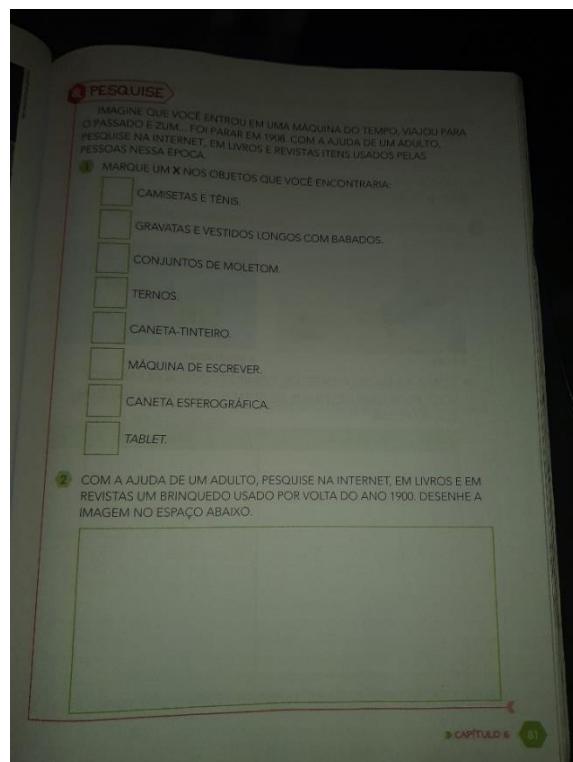 PESQUISE
IMAGINE QUE VOCÊ ENTROU EM UMA MÁQUINA DO TEMPO, VIAJOU PARA
O PASSADO E ZUM... FOI PARAR EM 1908. COM A AJUDA DE UM ADULTO,
PESQUISE NA INTERNET, EM LIVROS E REVISTAS ITENS USADOS PELAS
PESSOAS NESSA ÉPOCA.
1 MARQUE UM X NOS OBJETOS QUE VOCÊ ENCONTRARIA:
CAMISETAS E TÊNIS.
GRAVATAS E VESTIDOS LONGOS COM BABADOS.
CONJUNTOS DE MOLETOM.
TERNOS.
CANETA-TINTEIRO.
MÁQUINA DE ESCREVER.
CANETA ESFEROGRÁFICA.
TABLET.
2 COM A AJUDA DE UM ADULTO, PESQUISE NA INTERNET, EM LIVROS E EM
REVISTAS UM BRINQUEDO USADO POR VOLTA DO ANO 1900. DESENHE A
IMAGEM NO ESPAÇO ABAIXO.
CAPÍTULO 6 81